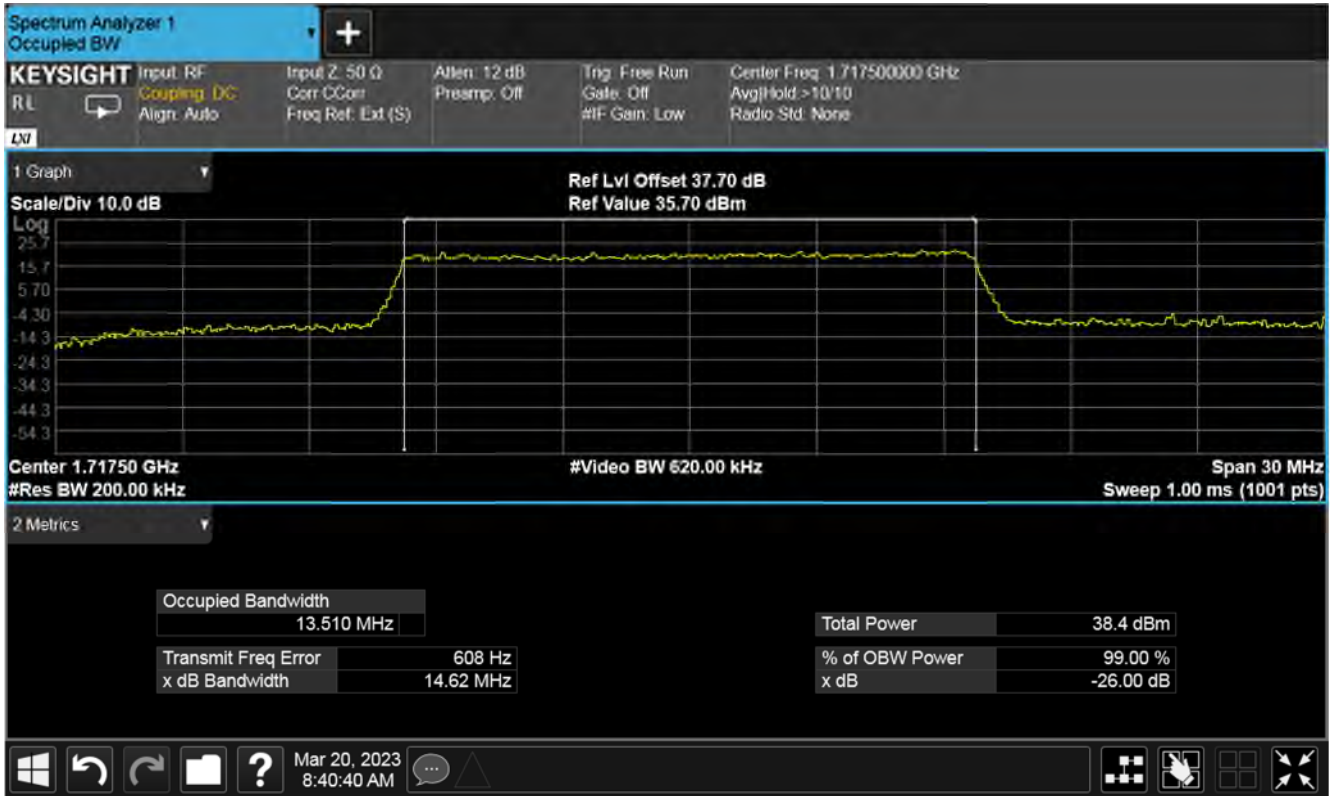 Spectrum Analyzer 1
Occupied BW
+
KEYSIGHT Input: RF Input Z: 50 Ω Atten: 12 dB Trig: Free Run Center Freq: 1.717500000 GHz
RL Coupling: DC Corr CCorr Preamp: Off Gate: Off Avg|Hold:>10/10
Align: Auto Freq Ref: Ext (S) #IF Gain: Low Radio Std: None
LXI
1 Graph
Ref Lvl Offset 37.70 dB
Scale/Div 10.0 dB Ref Value 35.70 dBm
Log
25.7
15.7
5.70
-4.30
-14.3
-24.3
-34.3
-44.3
-54.3
Center 1.71750 GHz #Video BW 620.00 kHz Span 30 MHz
#Res BW 200.00 kHz Sweep 1.00 ms (1001 pts)
2 Metrics
Occupied Bandwidth
13.510 MHz Total Power 38.4 dBm
Transmit Freq Error 608 Hz % of OBW Power 99.00 %
x dB Bandwidth 14.62 MHz x dB -26.00 dB
? Mar 20, 2023
8:40:40 AM